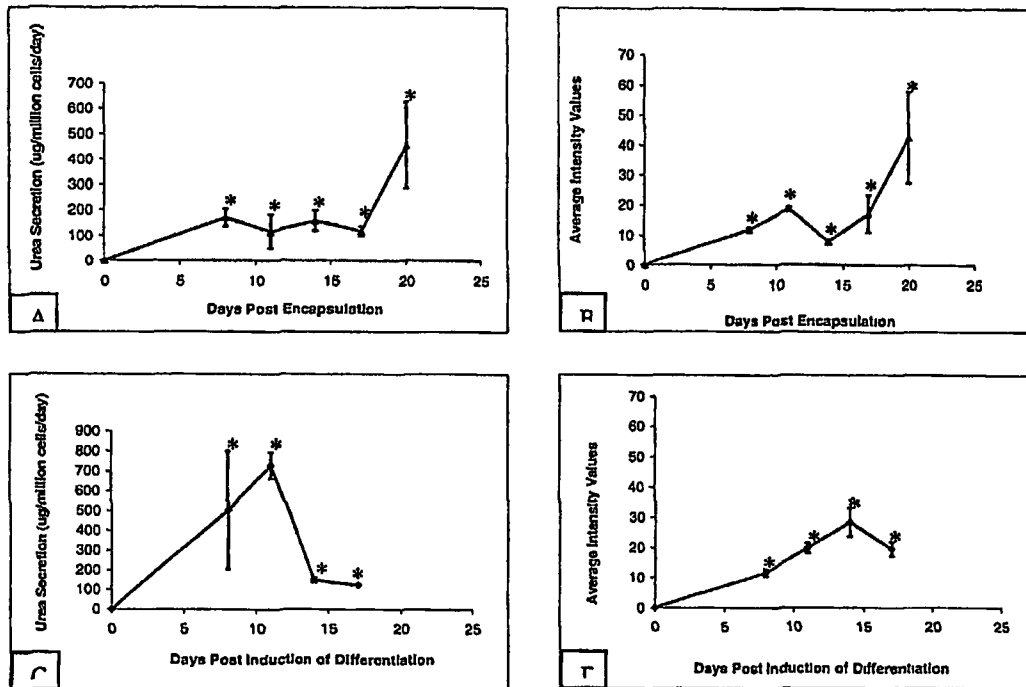 Urea Secretion (ug/million cells/day)
700
600
500
400
300
200
100
0
0 5 10 15 20 25
Days Post Encapsulation
A
Average Intensity Values
70
60
50
40
30
20
10
0
0 5 10 15 20 25
Days Post Encapsulation
Urea Secretion (ug/million cells/day)
900
800
700
600
500
400
300
200
100
0
0 5 10 15 20 25
Days Post Induction of Differentiation
C
Average Intensity Values
70
60
50
40
30
20
10
0
0 5 10 15 20 25
Days Post Induction of Differentiation